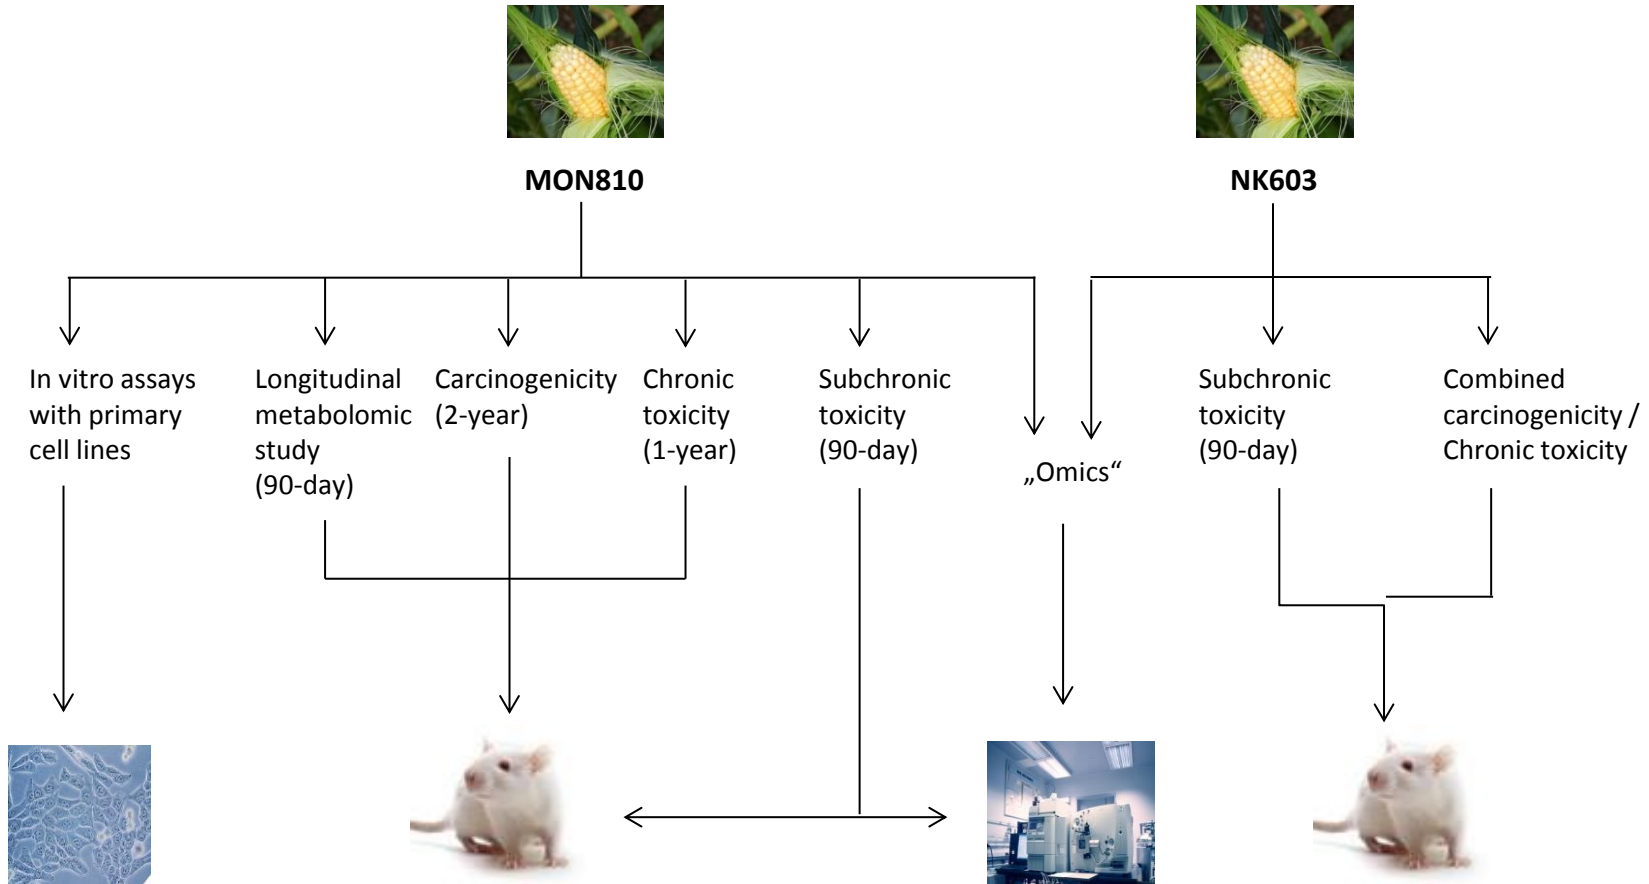 MON810
NK603
In vitro assays
with primary
cell lines
Longitudinal
metabolomic
study
(90-day)
Carcinogenicity
(2-year)
Chronic
toxicity
(1-year)
Subchronic
toxicity
(90-day)
„Omics“
Subchronic
toxicity
(90-day)
Combined
carcinogenicity /
Chronic toxicity